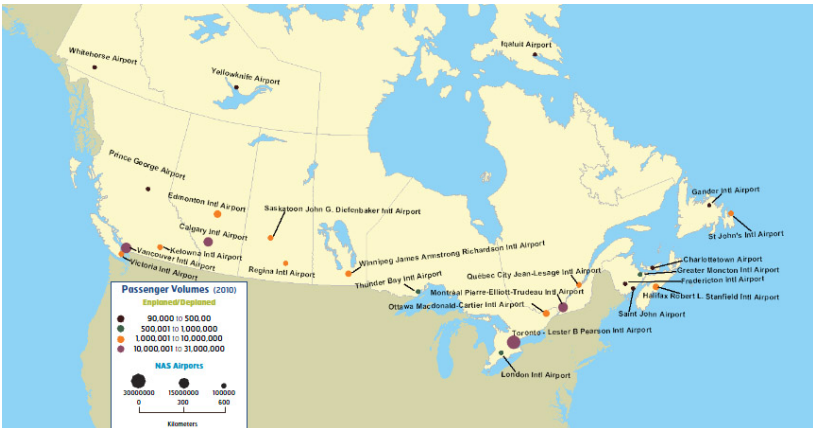 Iqaluit Airport
Whitehorse Airport
Yellowknife Airport
Prince George Airport
Edmonton Intl Airport
Saskatoon John G. Diefenbaker Intl Airport
Gander Intl Airport
Calgary Intl Airport
St John's Intl Airport
Kelowna Intl Airport
Vancouver Intl Airport
Victoria Intl Airport
Regina Intl Airport
Winnipeg James Armstrong Richardson Intl Airport
Thunder Bay Intl Airport
Québec City Jean-Lesage Intl Airport
Montréal Pierre-Elliott-Trudeau Intl Airport
Ottawa Macdonald-Cartier Intl Airport
Charlottetown Airport
Greater Moncton Intl Airport
Fredericton Intl Airport
Halifax Robert L. Stanfield Intl Airport
Saint John Airport
Toronto - Lester B Pearson Intl Airport
London Intl Airport
Passenger Volumes (2010)
Enplaned/Deplaned
90,000 to 500,00
500,001 to 1,000,000
1,000,001 to 10,000,000
10,000,001 to 31,000,000
NAS Airports
30000000 15000000 100000
0 300 600
Kilometers